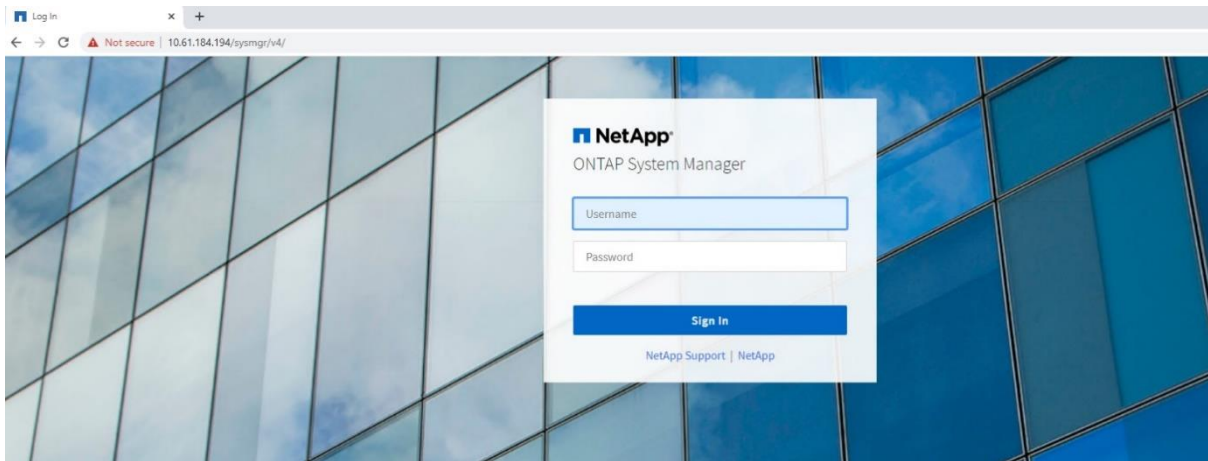 Log In
Not secure | 10.61.184.194/sysmgr/v4/
NetApp
ONTAP System Manager
Username
Password
Sign In
NetApp Support | NetApp